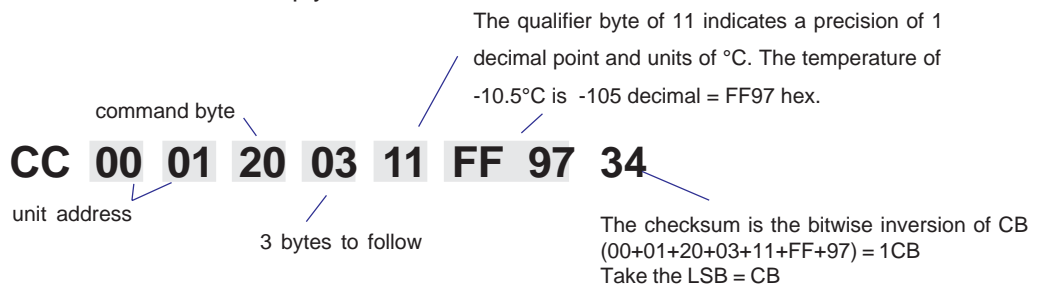 The qualifier byte of 11 indicates a precision of 1
decimal point and units of °C. The temperature of
-10.5°C is -105 decimal = FF97 hex.
command byte
CC 00 01 20 03 11 FF 97 34
unit address
3 bytes to follow
The checksum is the bitwise inversion of CB
(00+01+20+03+11+FF+97) = 1CB
Take the LSB = CB